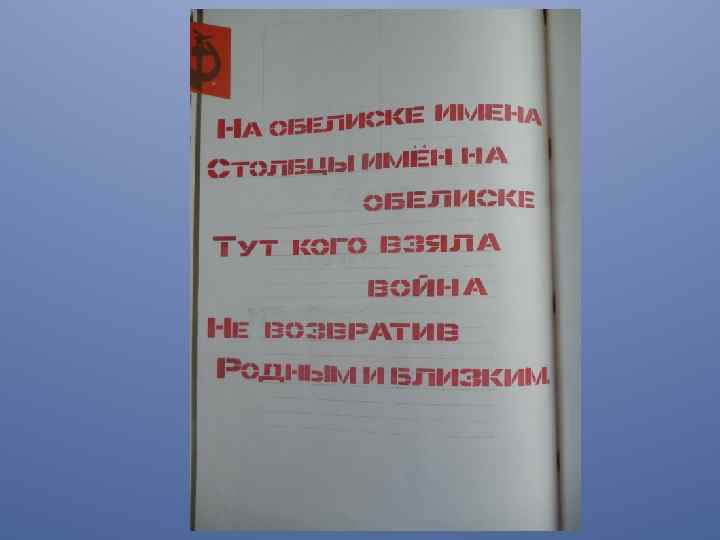 На обелиске имена
Столбцы имён на
обелиске
Тут кого взяла
война
Не возвратив
Родным и близким.